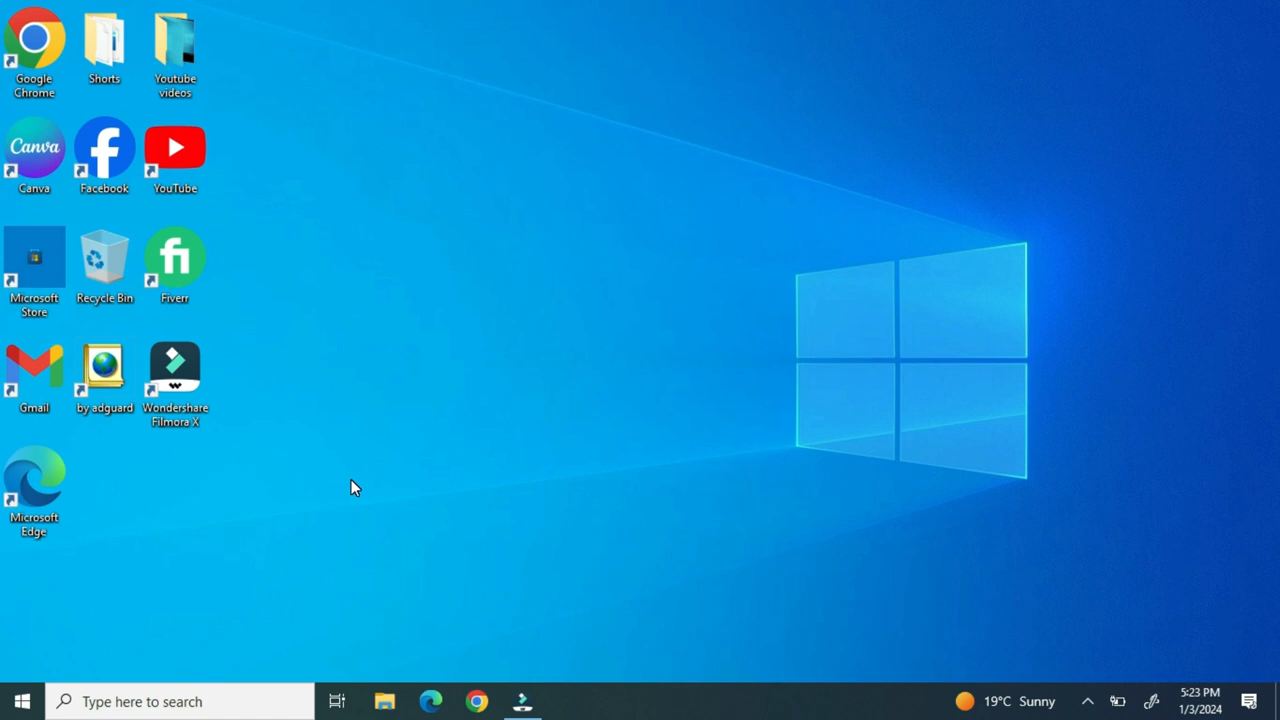 Google
Chrome
Shorts
Youtube
videos
Canva
Canva
Facebook
YouTube
Microsoft
Store
Recycle Bin
fi
Fiverr
Gmail
by adguard
Wondershare
Filmora X
Microsoft
Edge
Type here to search
19°C Sunny
5:23 PM
1/3/2024